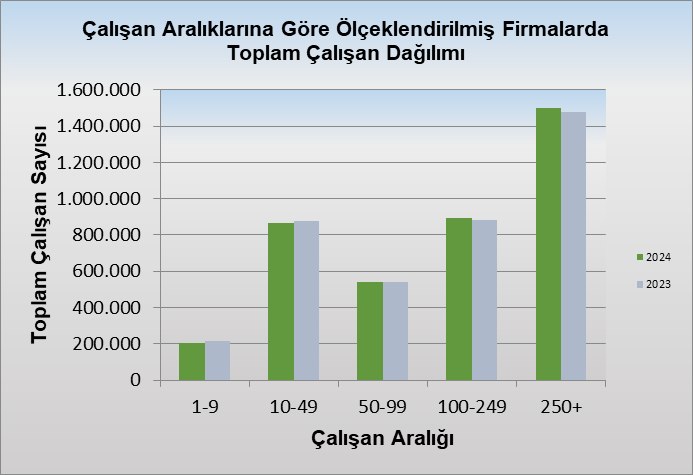 Çalışan Aralıklarına Göre Ölçeklendirilmiş Firmalarda
Toplam Çalışan Dağılımı
Toplam Çalışan Sayısı
1.600.000
1.400.000
1.200.000
1.000.000
800.000
600.000
400.000
200.000
0
1-9 10-49 50-99 100-249 250+
Çalışan Aralığı
2024
2023